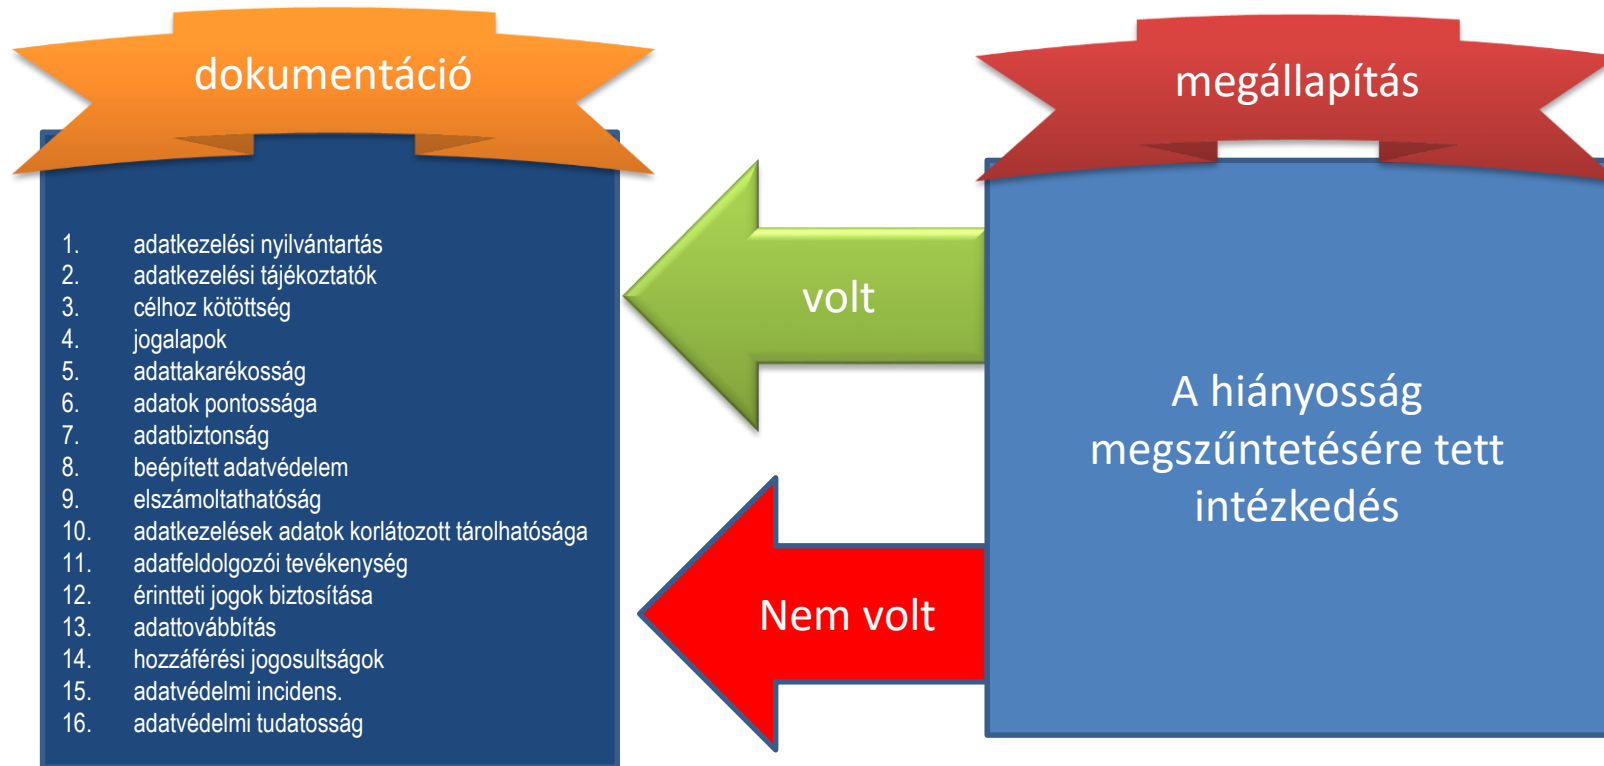 dokumentáció
1. adatkezelési nyilvántartás
2. adatkezelési tájékoztatók
3. célhoz kötöttség
4. jogalapok
5. adattakarékosság
6. adatok pontossága
7. adatbiztonság
8. beépített adatvédelem
9. elszámoltathatóság
10. adatkezelések adatok korlátozott tárolhatósága
11. adatfeldolgozói tevékenység
12. érintteti jogok biztosítása
13. adattovábbítás
14. hozzáférési jogosultságok
15. adatvédelmi incidens.
16. adatvédelmi tudatosság
volt
Nem volt
megállapítás
A hiányosság
megszűntetésére tett
intézkedés